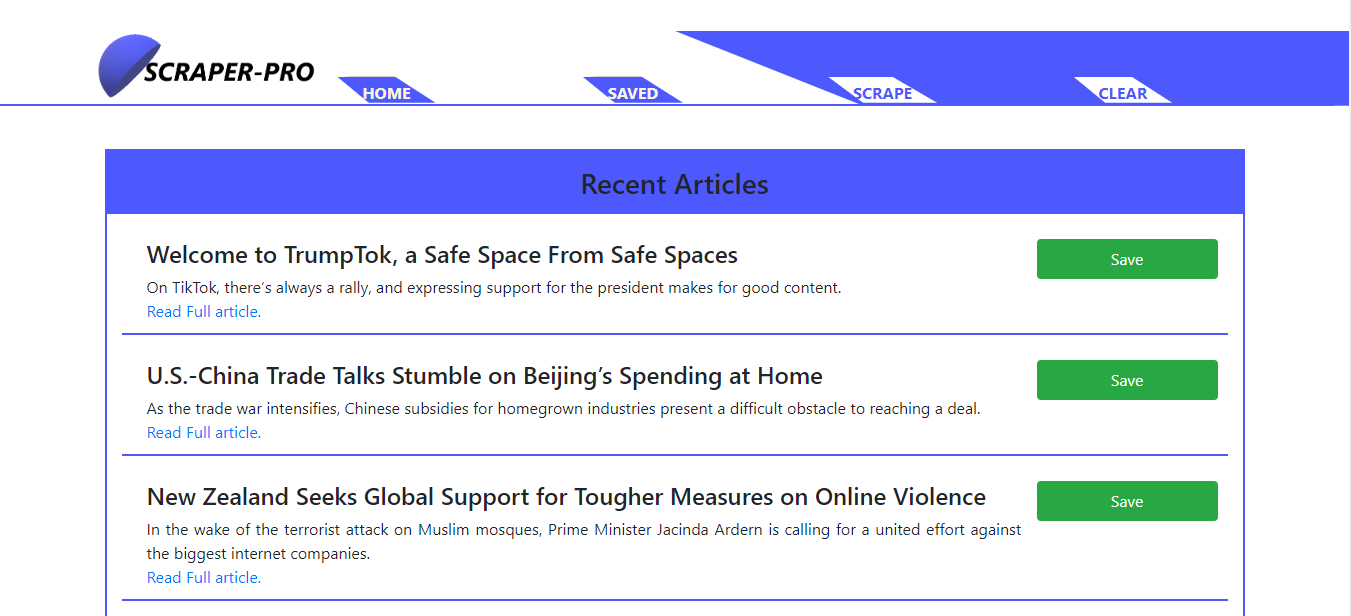 SCRAPER-PRO
HOME
SAVED
SCRAPE
CLEAR
Recent Articles
Welcome to TrumpTok, a Safe Space From Safe Spaces
Save
On TikTok, there’s always a rally, and expressing support for the president makes for good content.
Read Full article.
U.S.-China Trade Talks Stumble on Beijing’s Spending at Home
Save
As the trade war intensifies, Chinese subsidies for homegrown industries present a difficult obstacle to reaching a deal.
Read Full article.
New Zealand Seeks Global Support for Tougher Measures on Online Violence
Save
In the wake of the terrorist attack on Muslim mosques, Prime Minister Jacinda Ardern is calling for a united effort against
the biggest internet companies.
Read Full article.